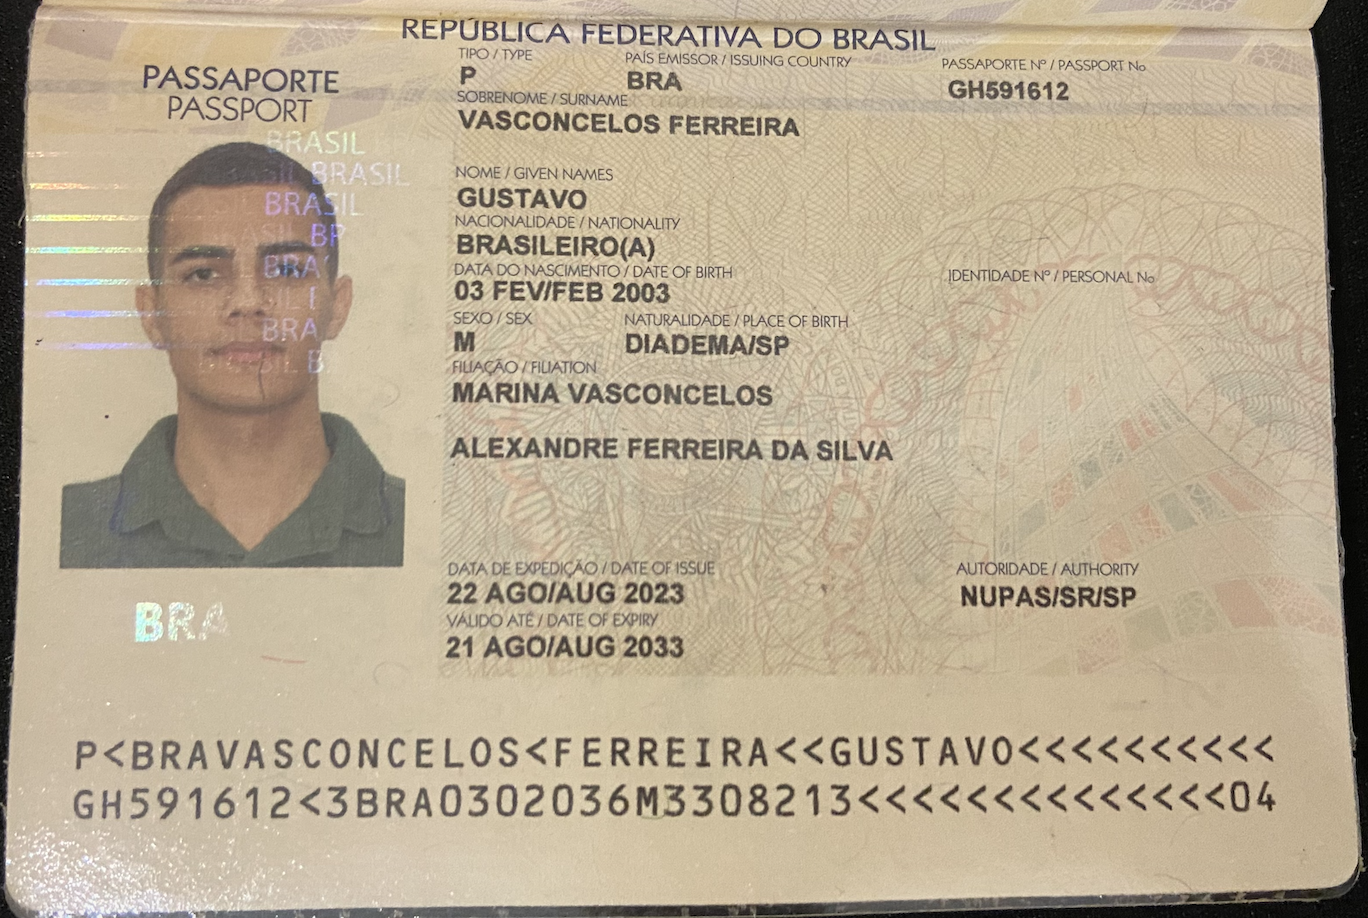 REPÚBLICA FEDERATIVA DO BRASIL
PASSAPORTE
PASSPORT
TIPO / TYPE PAÍS EMISSOR / ISSUING COUNTRY PASSAPORTE Nº / PASSPORT No
P BRA GH591612
SOBRENOME / SURNAME
VASCONCELOS FERREIRA
NOME / GIVEN NAMES
GUSTAVO
NACIONALIDADE / NATIONALITY
BRASILEIRO(A)
DATA DO NASCIMENTO / DATE OF BIRTH IDENTIDADE Nº / PERSONAL No
03 FEV/FEB 2003
SEXO / SEX NATURALIDADE / PLACE OF BIRTH
M DIADEMA/SP
FILIAÇÃO / FILIATION
MARINA VASCONCELOS
ALEXANDRE FERREIRA DA SILVA
DATA DE EXPEDIÇÃO / DATE OF ISSUE AUTORIDADE / AUTHORITY
22 AGO/AUG 2023 NUPAS/SR/SP
VÁLIDO ATÉ / DATE OF EXPIRY
21 AGO/AUG 2033
BRASIL
BRASIL
BRASIL
BRA
BRA
BRA
P<BRAVASCONCELOS<FERREIRA<<GUSTAVO<<<<<<<<<<
GH591612<3BRA0302036M3308213<<<<<<<<<<<<<<04